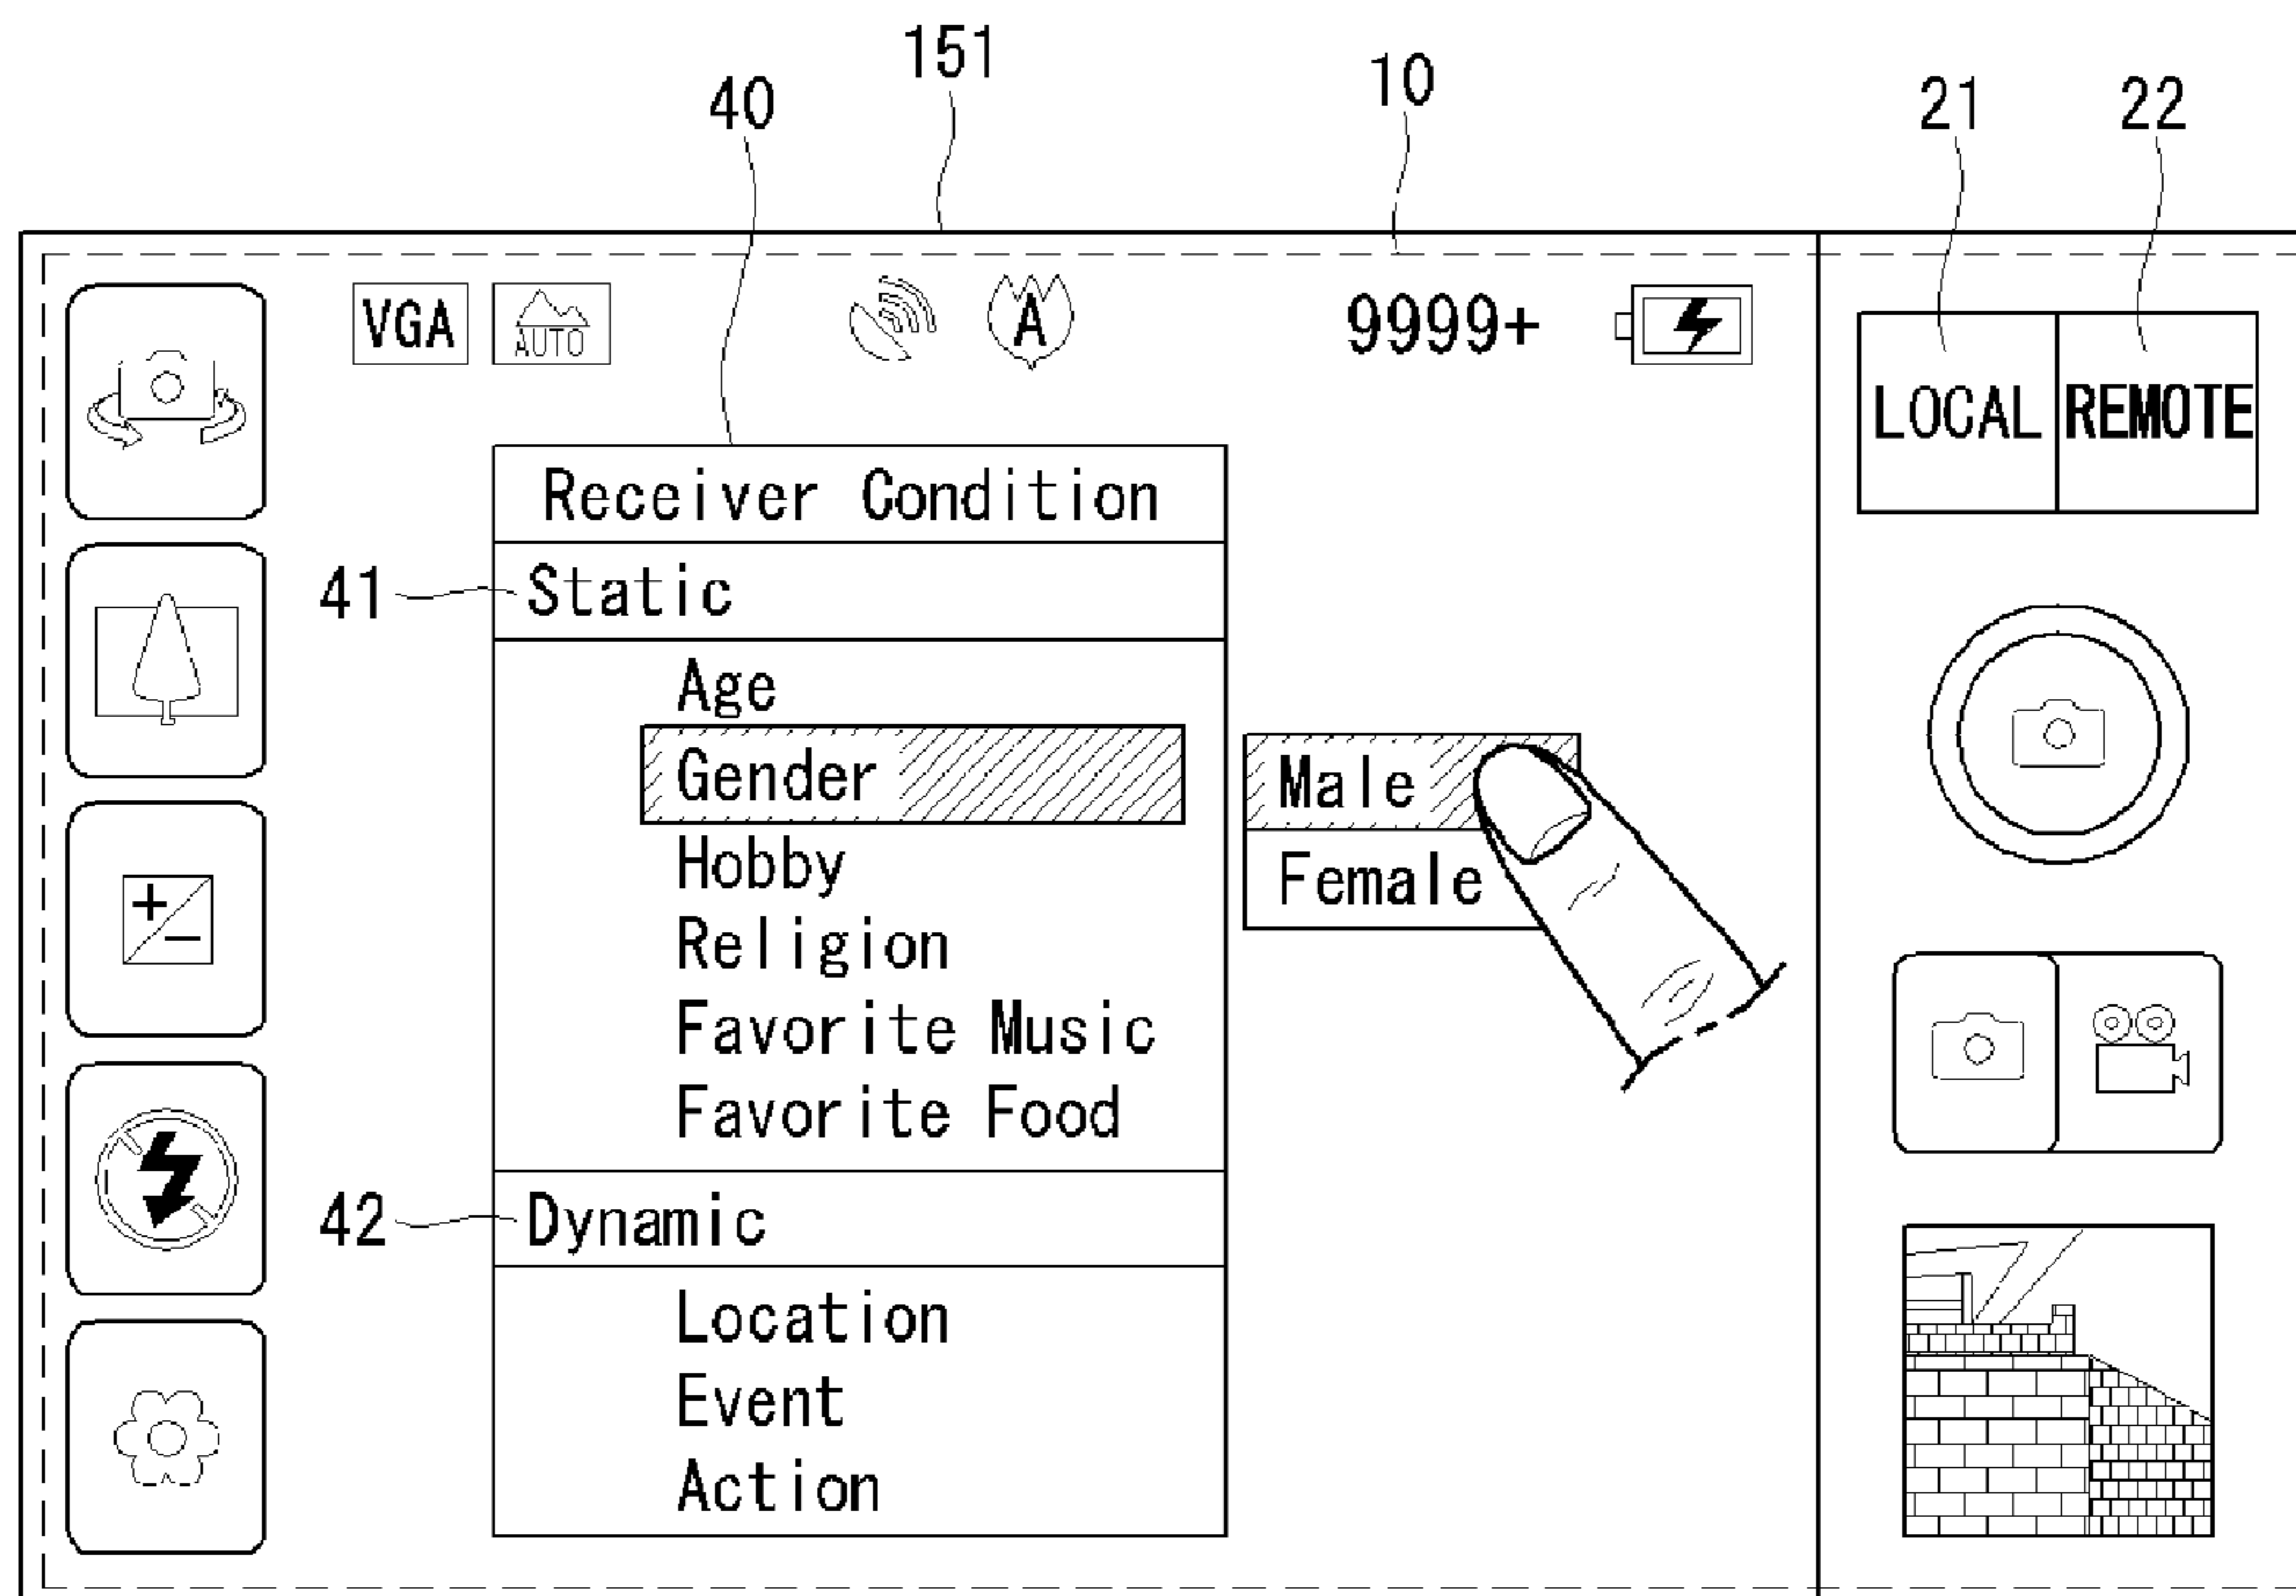 151
40
10
21
22
VGA
AUTO
A
9999+
LOCAL
REMOTE
Receiver Condition
41
Static
Age
Gender
Male
Hobby
Female
Religion
Favorite Music
Favorite Food
42
Dynamic
Location
Event
Action